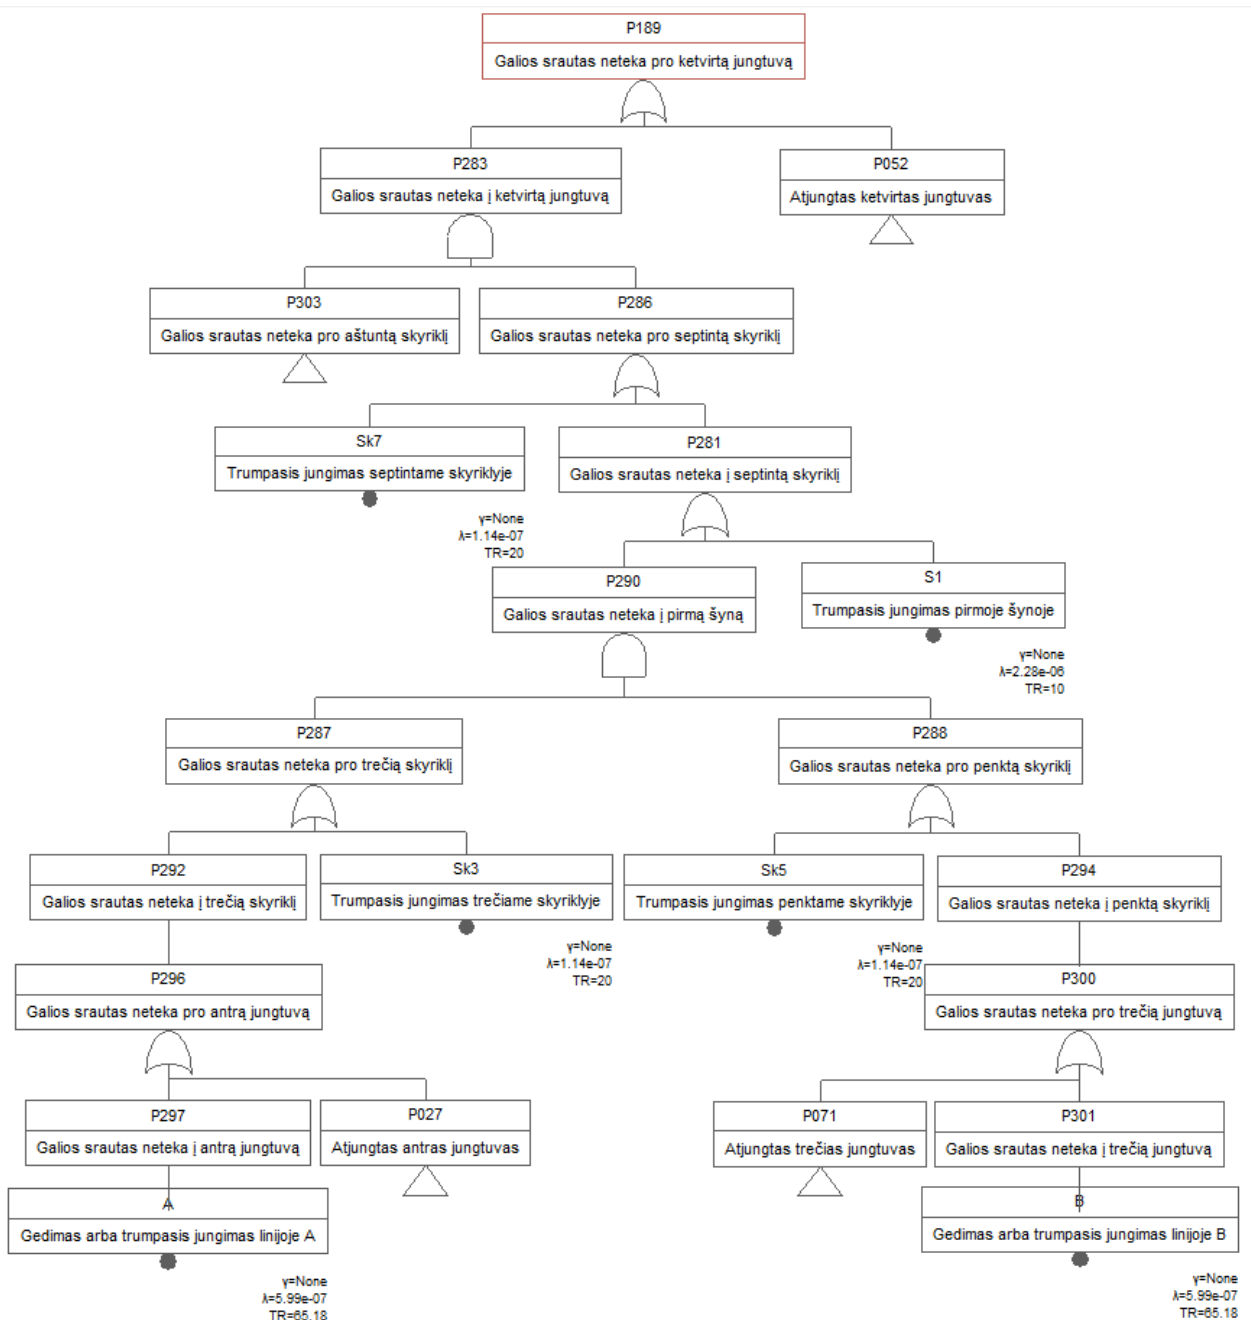 P189
Galios srautas neteka pro ketvirtą jungtuvą
P283
Galios srautas neteka į ketvirtą jungtuvą
P052
Atjungtas ketvirtas jungtuvas
P303
Galios srautas neteka pro aštuntą skyriklį
P286
Galios srautas neteka pro septintą skyriklį
Sk7
Trumpasis jungimas septintame skyriklyje
γ=None
λ=1.14e-07
TR=20
P281
Galios srautas neteka į septintą skyriklį
P290
Galios srautas neteka į pirmą šyną
S1
Trumpasis jungimas pirmoje šynoje
γ=None
λ=2.28e-06
TR=10
P287
Galios srautas neteka pro trečią skyriklį
P288
Galios srautas neteka pro penktą skyriklį
P292
Galios srautas neteka į trečią skyriklį
Sk3
Trumpasis jungimas trečiame skyriklyje
γ=None
λ=1.14e-07
TR=20
Sk5
Trumpasis jungimas penktame skyriklyje
γ=None
λ=1.14e-07
TR=20
P294
Galios srautas neteka į penktą skyriklį
P296
Galios srautas neteka pro antrą jungtuvą
P300
Galios srautas neteka pro trečią jungtuvą
P297
Galios srautas neteka į antrą jungtuvą
P027
Atjungtas antras jungtuvas
P071
Atjungtas trečias jungtuvas
P301
Galios srautas neteka į trečią jungtuvą
A
Gedimas arba trumpasis jungimas linijoje A
γ=None
λ=5.99e-07
TR=65.18
B
Gedimas arba trumpasis jungimas linijoje B
γ=None
λ=5.99e-07
TR=65.18